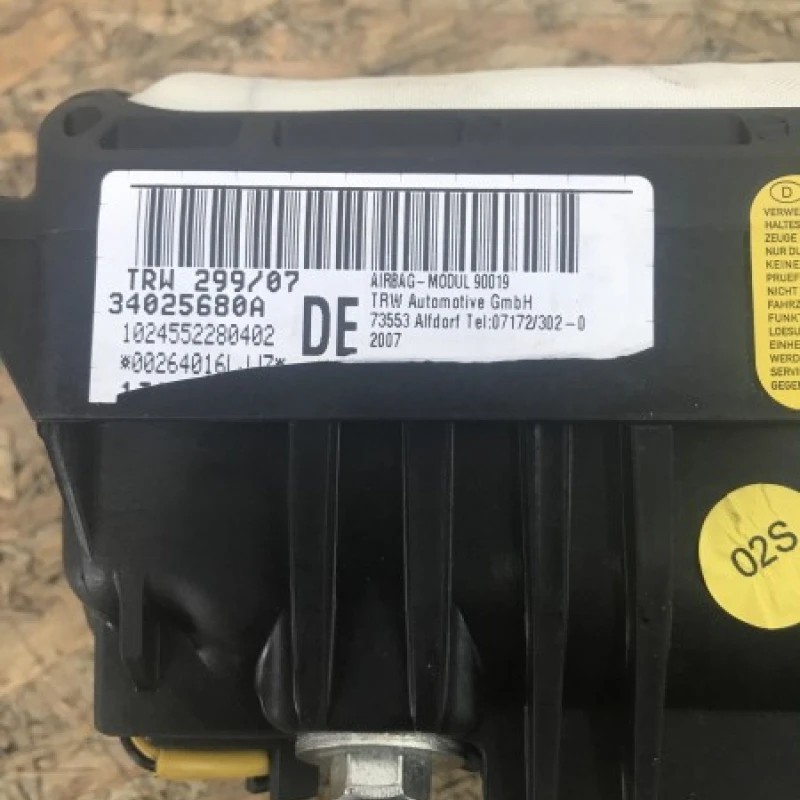 TRW 299/07
34025680A
1024552280402
DE
AIRBAG-MODUL 90019
TRW Automotive GmbH
73553 Alfdorf Tel:07172/302-0
2007
D
VERWE
HALTES
ZEUGE
NUR DU
KEINE
PRUEF
NICHT
FAHRZ
FUNKT
LOESU
EINHE
WERD
SERVI
GEGEN
02S